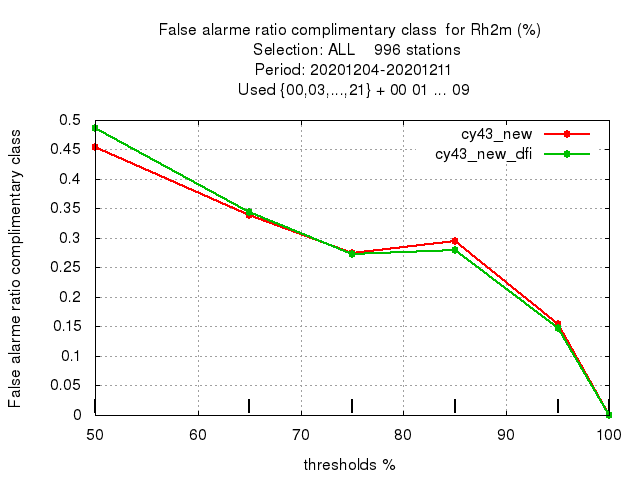 False alarme ratio complimentary class  for Rh2m (%)
Selection: ALL    996 stations
Period: 20201204-20201211
Used {00,03,...,21} + 00 01 ... 09
cy43_new
cy43_new_dfi
False alarme ratio complimentary class
0.5
0.45
0.4
0.35
0.3
0.25
0.2
0.15
0.1
0.05
0
50 60 70 80 90 100
thresholds %